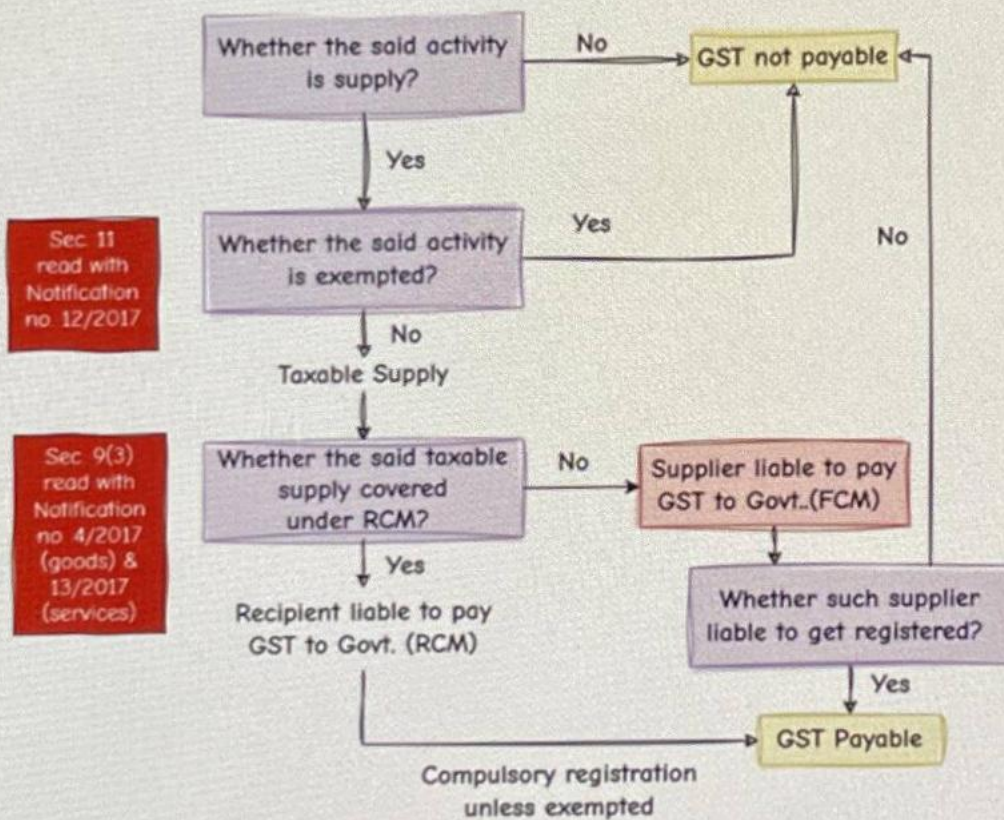 Whether the said activity
is supply?
No
GST not payable
Yes
Sec 11
read with
Notification
no 12/2017
Whether the said activity
is exempted?
Yes
No
No
Taxable Supply
Sec 9(3)
read with
Notification
no 4/2017
(goods) &
13/2017
(services)
Whether the said taxable
supply covered
under RCM?
No
Supplier liable to pay
GST to Govt..(FCM)
Yes
Recipient liable to pay
GST to Govt. (RCM)
Whether such supplier
liable to get registered?
Yes
GST Payable
Compulsory registration
unless exempted